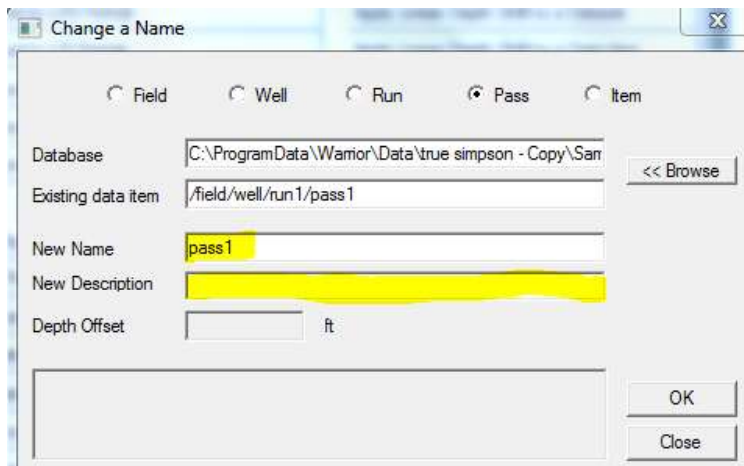 Change a Name
Field Well Run Pass Item
Database C:\ProgramData\Warrior\Data\true simpson - Copy\Sam << Browse
Existing data item /field/well/run1/pass1
New Name pass1
New Description
Depth Offset ft
OK
Close